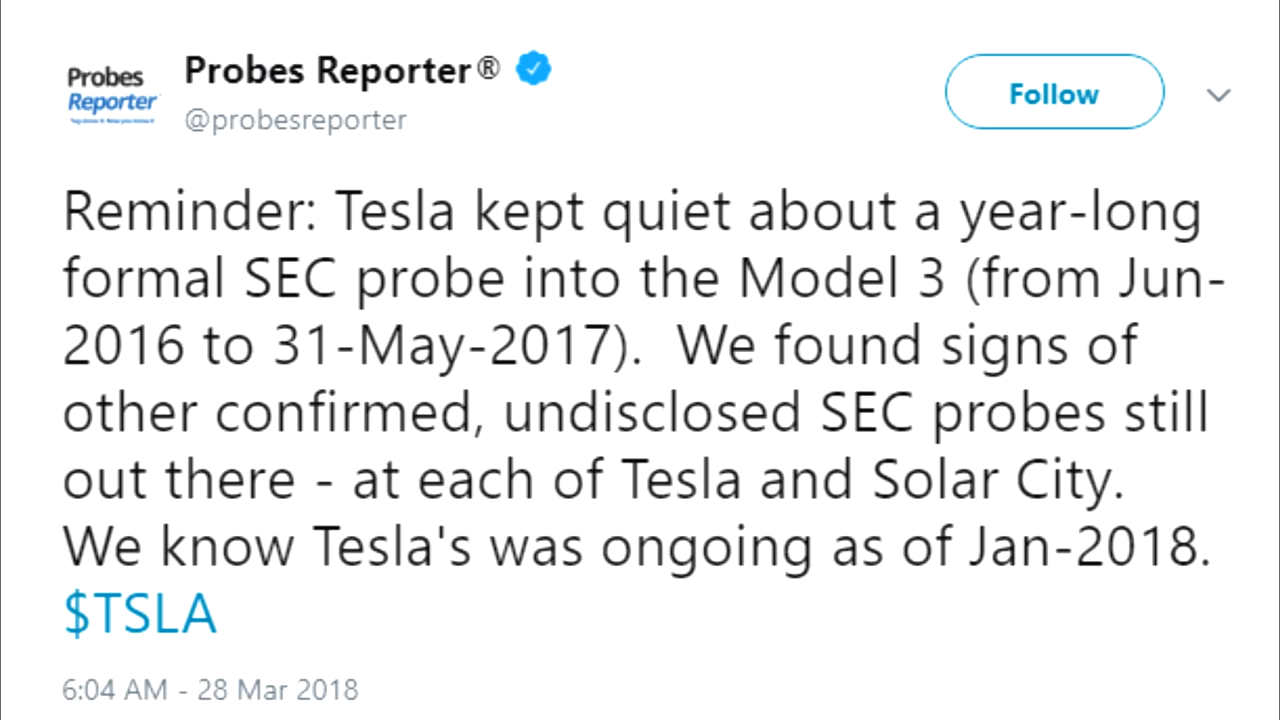 Probes Reporter®
Probes
Reporter
@probesreporter
Follow
Reminder: Tesla kept quiet about a year-long
formal SEC probe into the Model 3 (from Jun-
2016 to 31-May-2017).  We found signs of
other confirmed, undisclosed SEC probes still
out there - at each of Tesla and Solar City.
We know Tesla's was ongoing as of Jan-2018.
$TSLA
6:04 AM - 28 Mar 2018